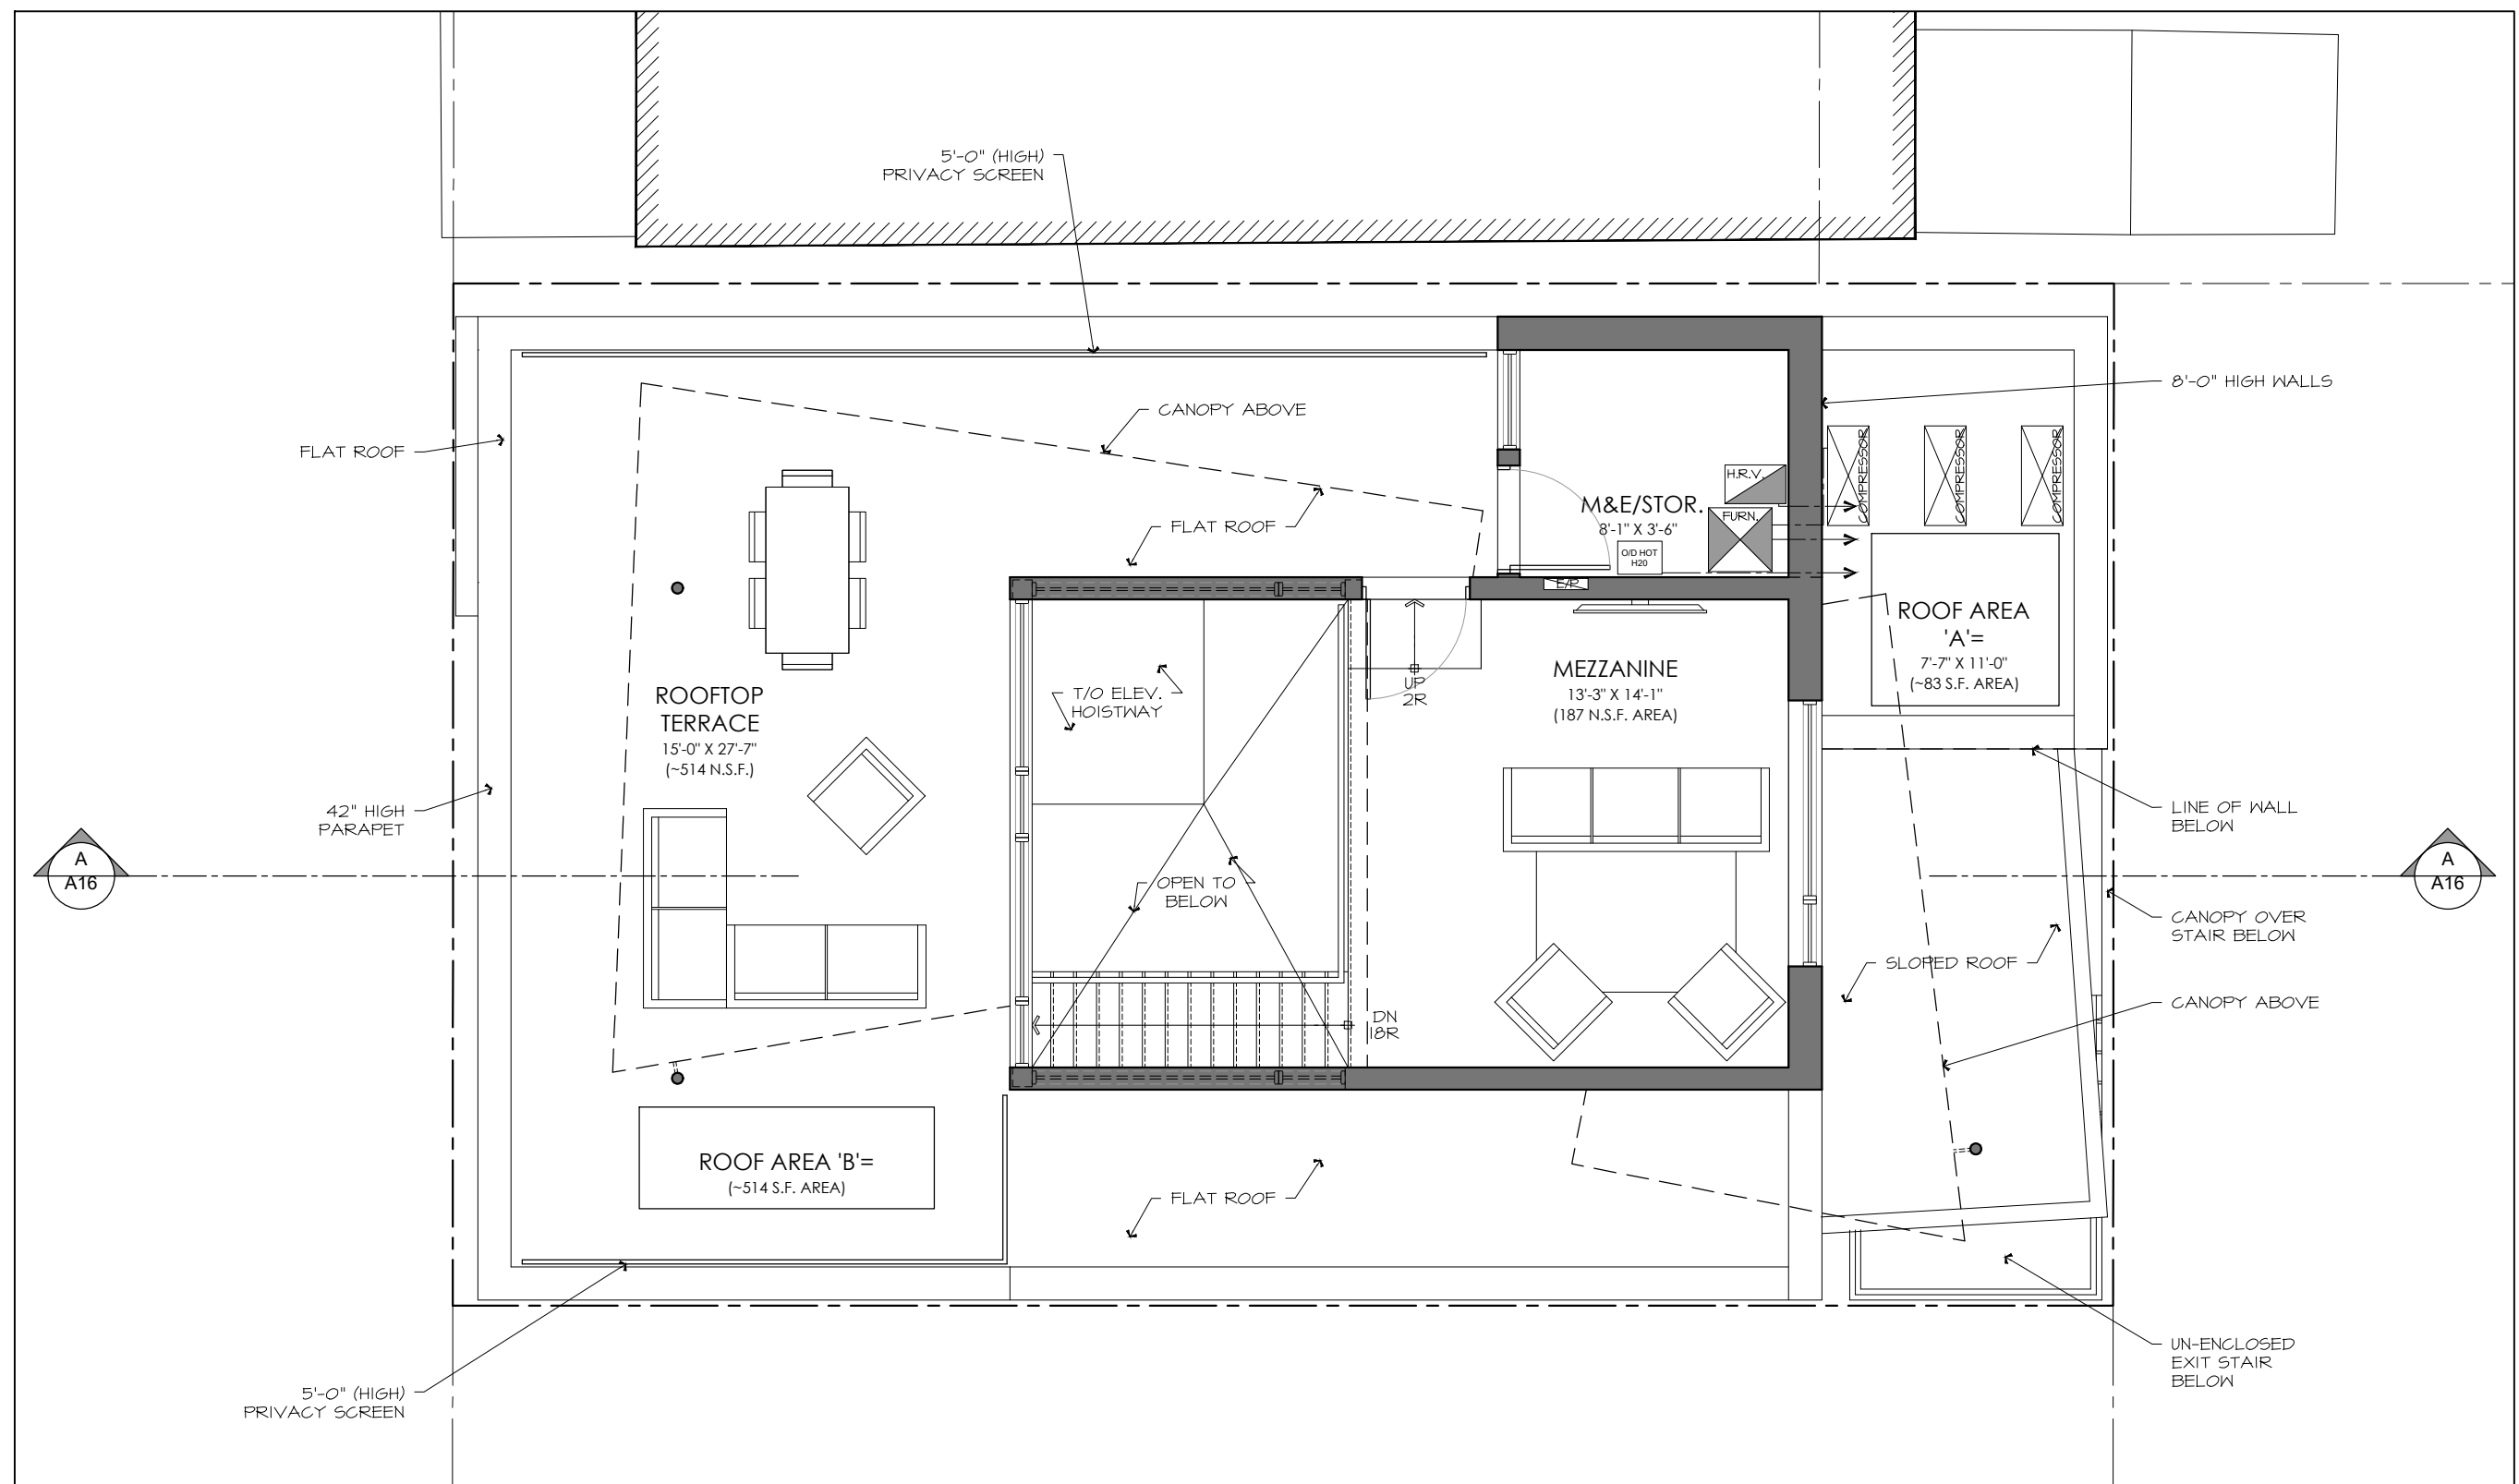 5'-0" (HIGH)
PRIVACY SCREEN
CANOPY ABOVE
FLAT ROOF
FLAT ROOF
8'-0" HIGH WALLS
COMPRESSOR
COMPRESSOR
COMPRESSOR
H.R.V.
M&E/STOR.
8'-1" X 3'-6"
FURN.
O/D HOT
H20
E/P
ROOF AREA
'A'=
7'-7" X 11'-0"
(~83 S.F. AREA)
ROOFTOP
TERRACE
15'-0" X 27'-7"
(~514 N.S.F.)
T/O ELEV.
HOISTWAY
UP
2R
MEZZANINE
13'-3" X 14'-1"
(187 N.S.F. AREA)
42" HIGH
PARAPET
LINE OF WALL
BELOW
A
A16
A
A16
OPEN TO
BELOW
CANOPY OVER
STAIR BELOW
SLOPED ROOF
CANOPY ABOVE
DN
18R
ROOF AREA 'B'=
(~514 S.F. AREA)
FLAT ROOF
UN-ENCLOSED
EXIT STAIR
BELOW
5'-0" (HIGH)
PRIVACY SCREEN